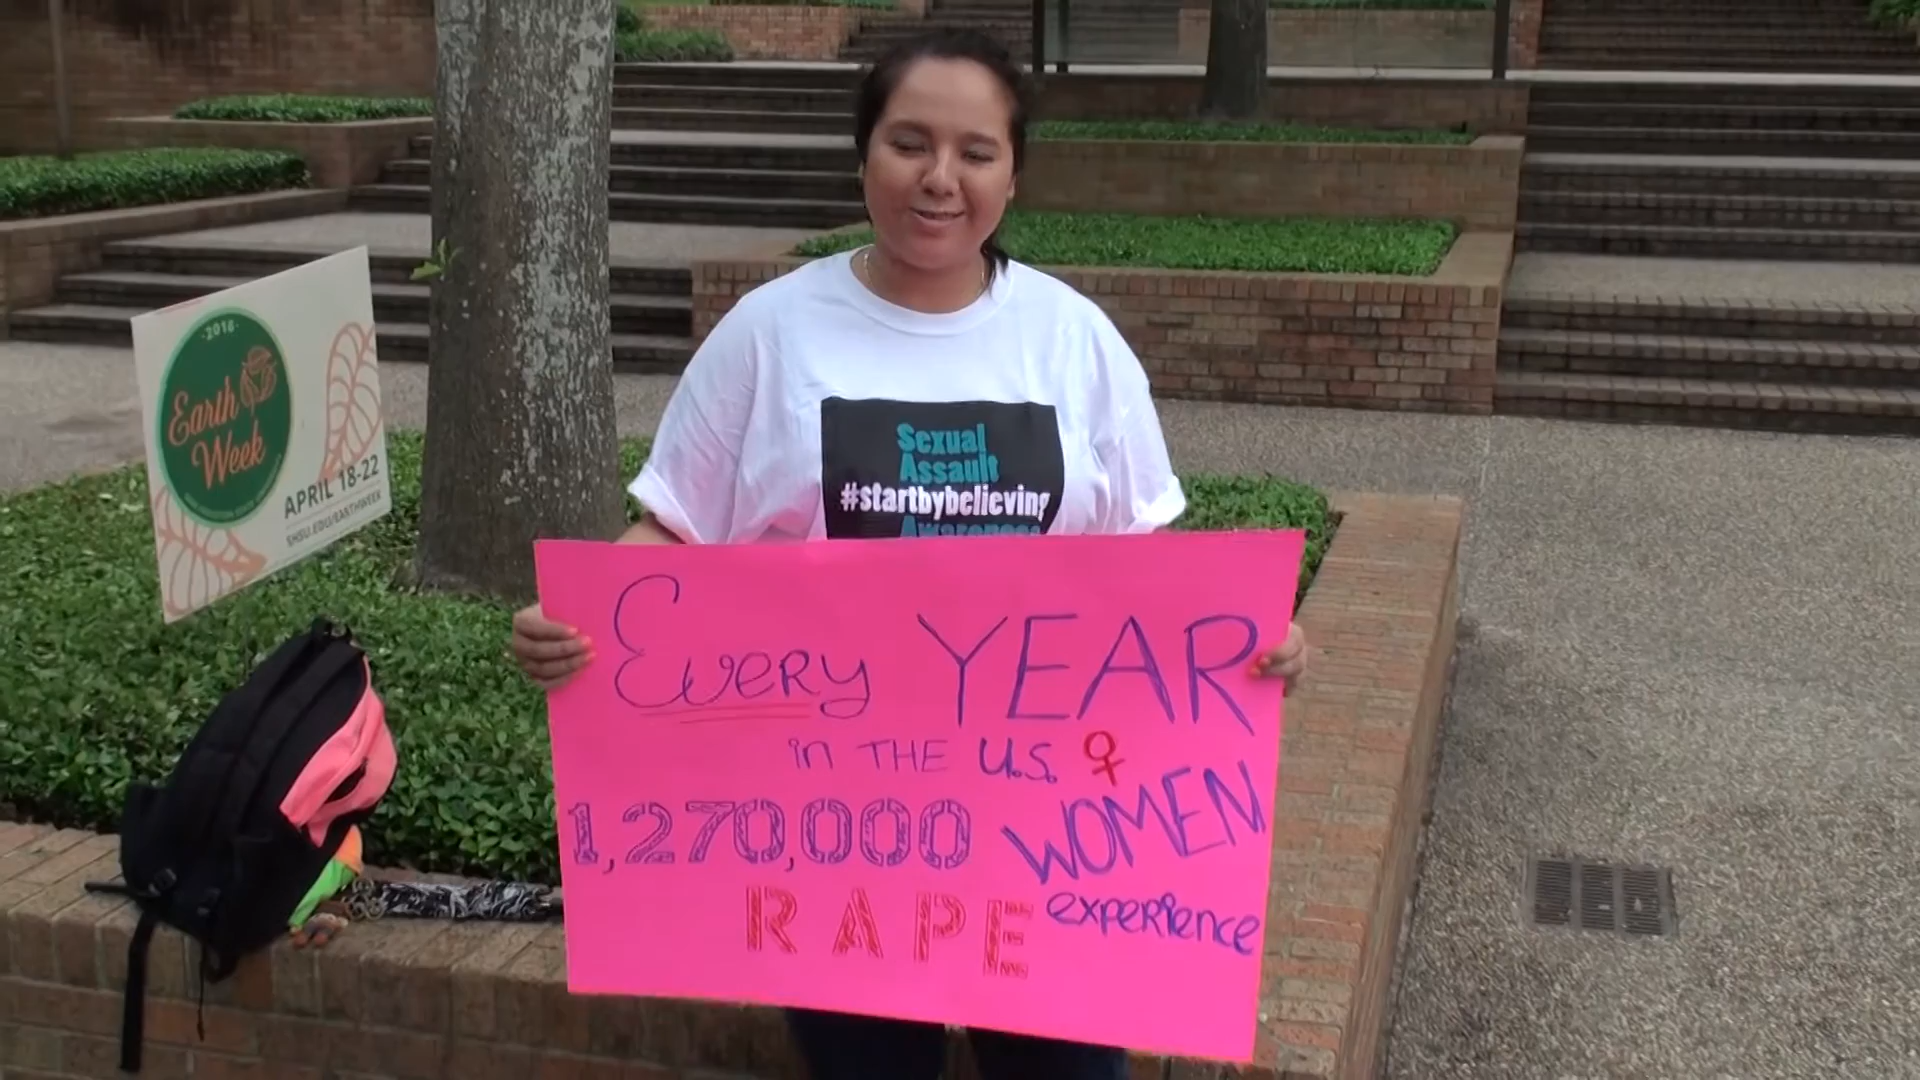 2016
Earth
Week
APRIL 18-22
SHSU.EDU/EARTHWEEK
Sexual
Assault
#startbybelieving
Awareness
Every YEAR
in THE U.S. ♀
1,270,000 WOMEN
experience
RAPE